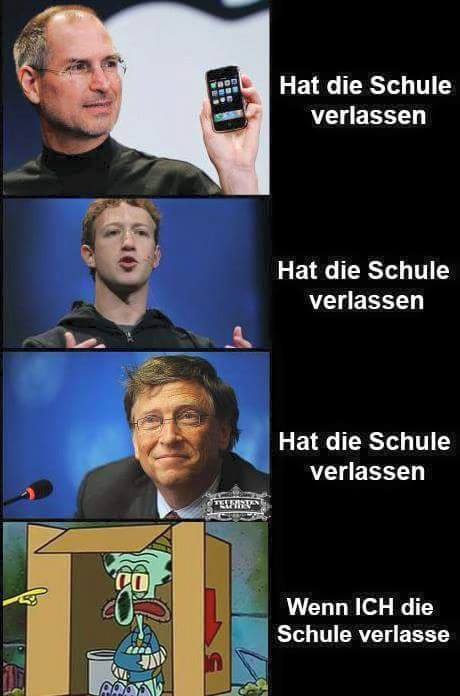 Hat die Schule
verlassen
Hat die Schule
verlassen
Hat die Schule
verlassen
Wenn ICH die
Schule verlasse